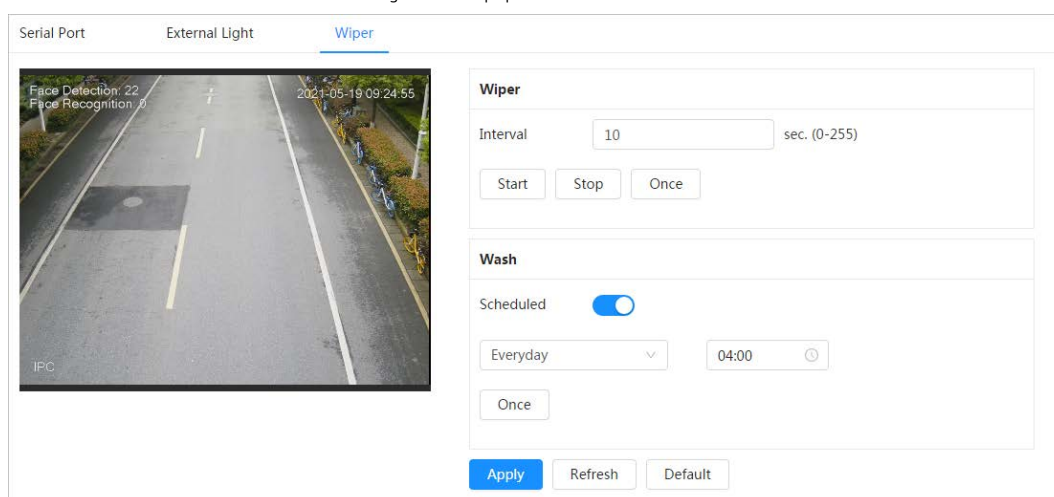 Serial Port External Light Wiper
Face Detection: 22
Face Recognition: 0
2021-05-19 09:24:55
IPC
Wiper
Interval 10 sec. (0-255)
Start Stop Once
Wash
Scheduled
Everyday 04:00
Once
Apply Refresh Default